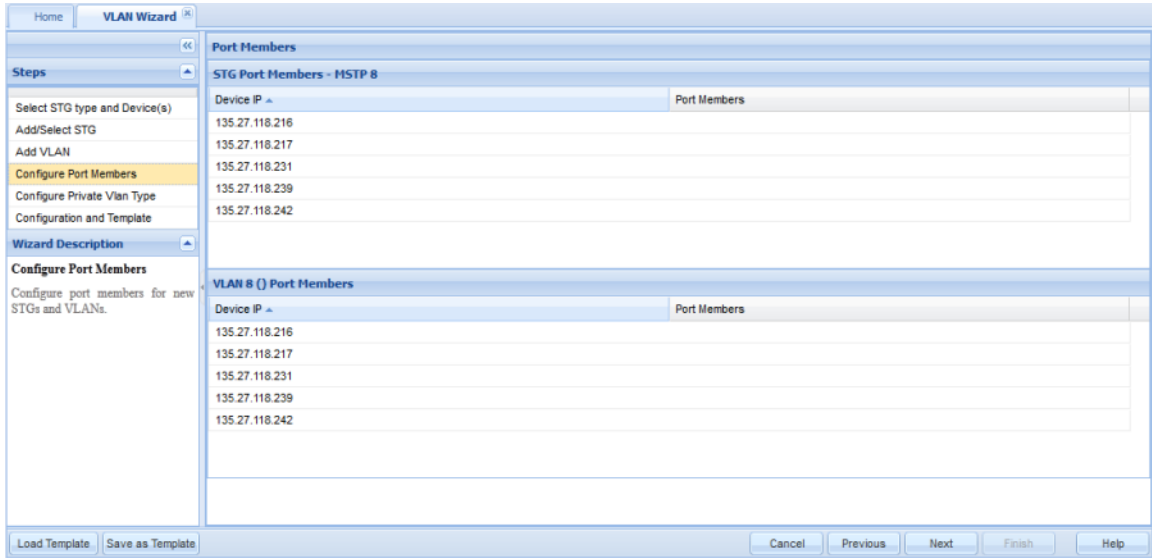 Home
VLAN Wizard
Steps
Select STG type and Device(s)
Add/Select STG
Add VLAN
Configure Port Members
Configure Private Vlan Type
Configuration and Template
Wizard Description
Configure Port Members
Configure port members for new
STGs and VLANs.
Port Members
STG Port Members - MSTP 8
Device IP Port Members
135.27.118.216
135.27.118.217
135.27.118.231
135.27.118.239
135.27.118.242
VLAN 8 () Port Members
Device IP Port Members
135.27.118.216
135.27.118.217
135.27.118.231
135.27.118.239
135.27.118.242
Load Template Save as Template Cancel Previous Next Finish Help